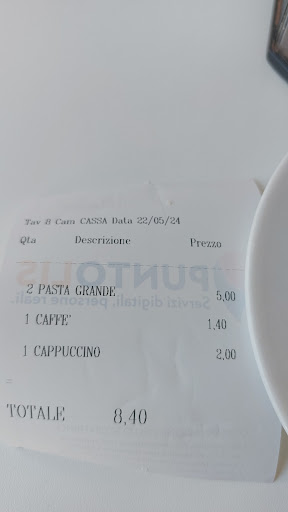 Tav 8 Cam CASSA Data 22/05/24
Qta Descrizione Prezzo
2 PASTA GRANDE 5,00
1 CAFFE' 1,40
1 CAPPUCCINO 2,00
=
TOTALE 8,40
PUNTOLIS
Servizi digitali, persone reali.